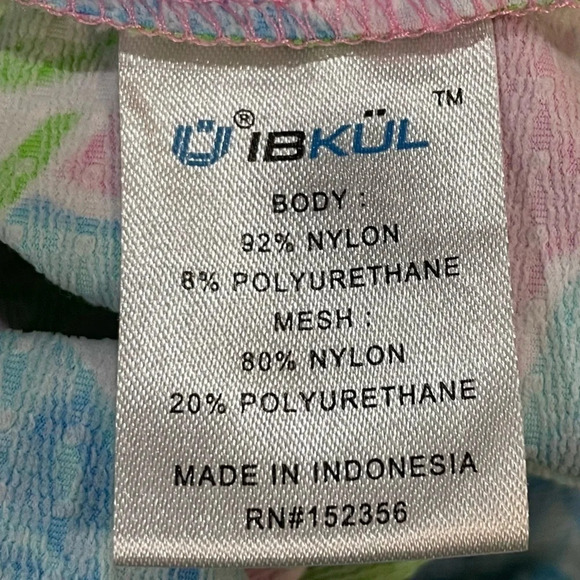 ® IBKÜL ™
BODY :
92% NYLON
8% POLYURETHANE
MESH :
80% NYLON
20% POLYURETHANE
MADE IN INDONESIA
RN#152356